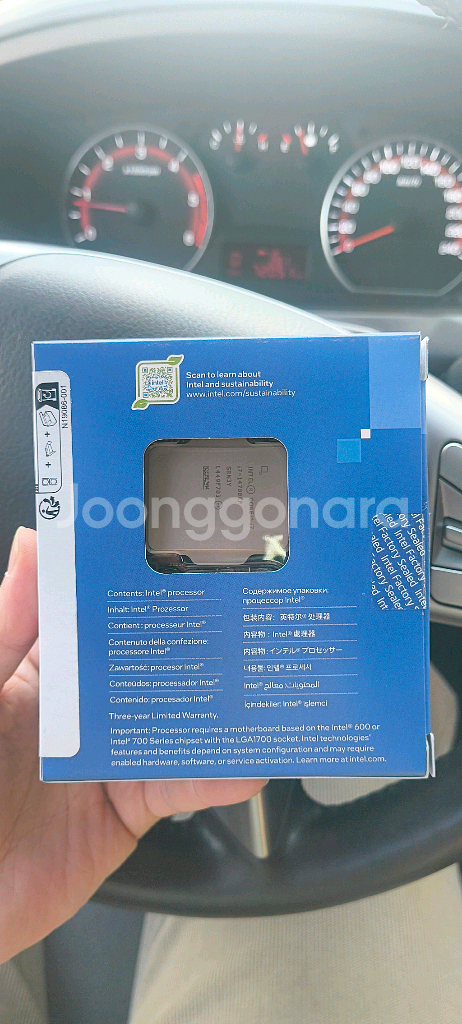 Scan to learn about
Intel and sustainability
www.intel.com/sustainability
intel
N19086-001
Joonggonara
Contents: Intel® processor
Inhalt: Intel® Prozessor
Content : processeur Intel®
Contenuto della confezione:
processore Intel®
Zawartość: procesor Intel®
Conteúdos: processador Intel®
Contenido: procesador Intel®
Three-year Limited Warranty.
Содержимое упаковки:
процессор Intel®
包装内容: 英特尔® 处理器
內容物: Intel® 處理器
内容物: インテル® プロセッサー
내용물: 인텔® 프로세서
المحتويات: معالج Intel®
İçindekiler: Intel® işlemci
Important: Processor requires a motherboard based on the Intel® 600 or
Intel® 700 Series chipset with the LGA1700 socket. Intel technologies'
features and benefits depend on system configuration and may require
enabled hardware, software, or service activation. Learn more at intel.com.
Intel Factory Sealed